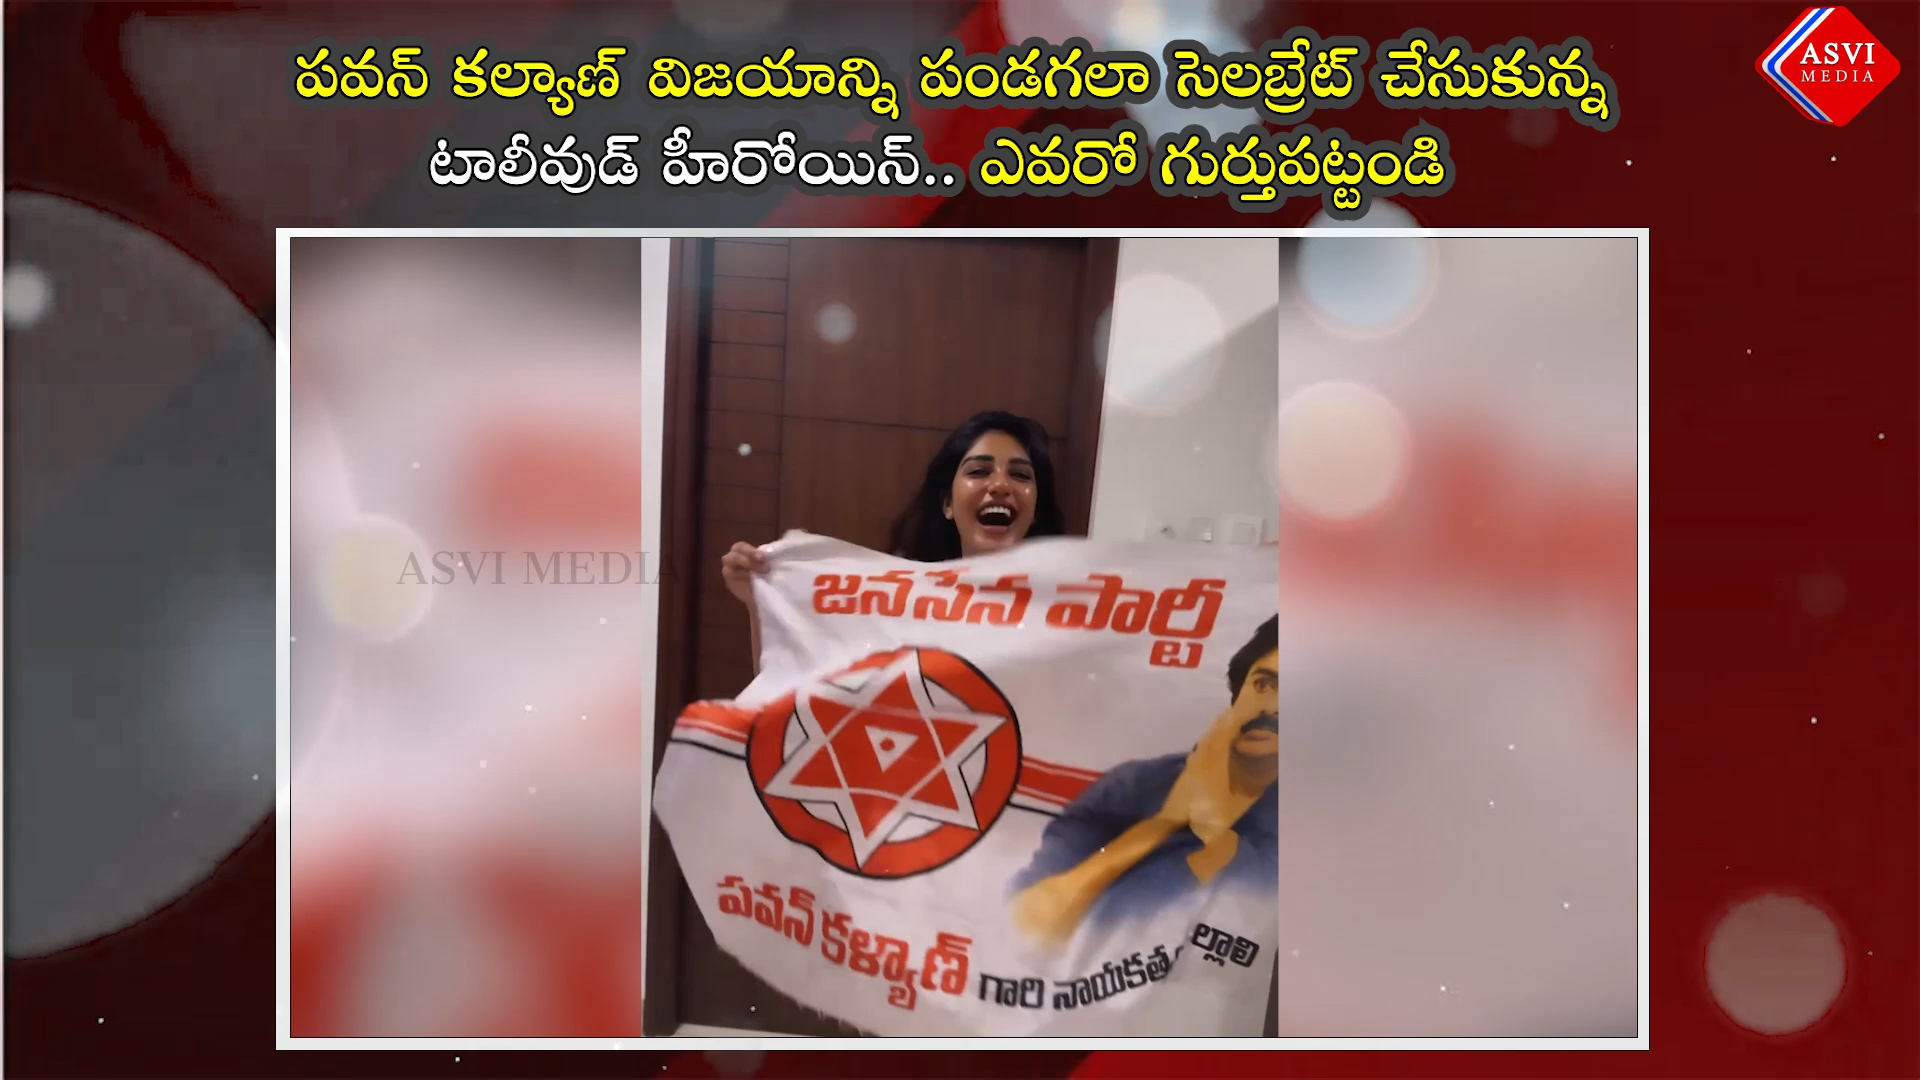 పవన్ కల్యాణ్ విజయాన్ని పండగలా సెలబ్రేట్ చేసుకున్న
టాలీవుడ్ హీరోయిన్.. ఎవరో గుర్తుపట్టండి
ASVI
MEDIA
ASVI MEDIA
జనసేన పార్టీ
పవన్ కళ్యాణ్ గారి నాయకత్వ ల్లాలి